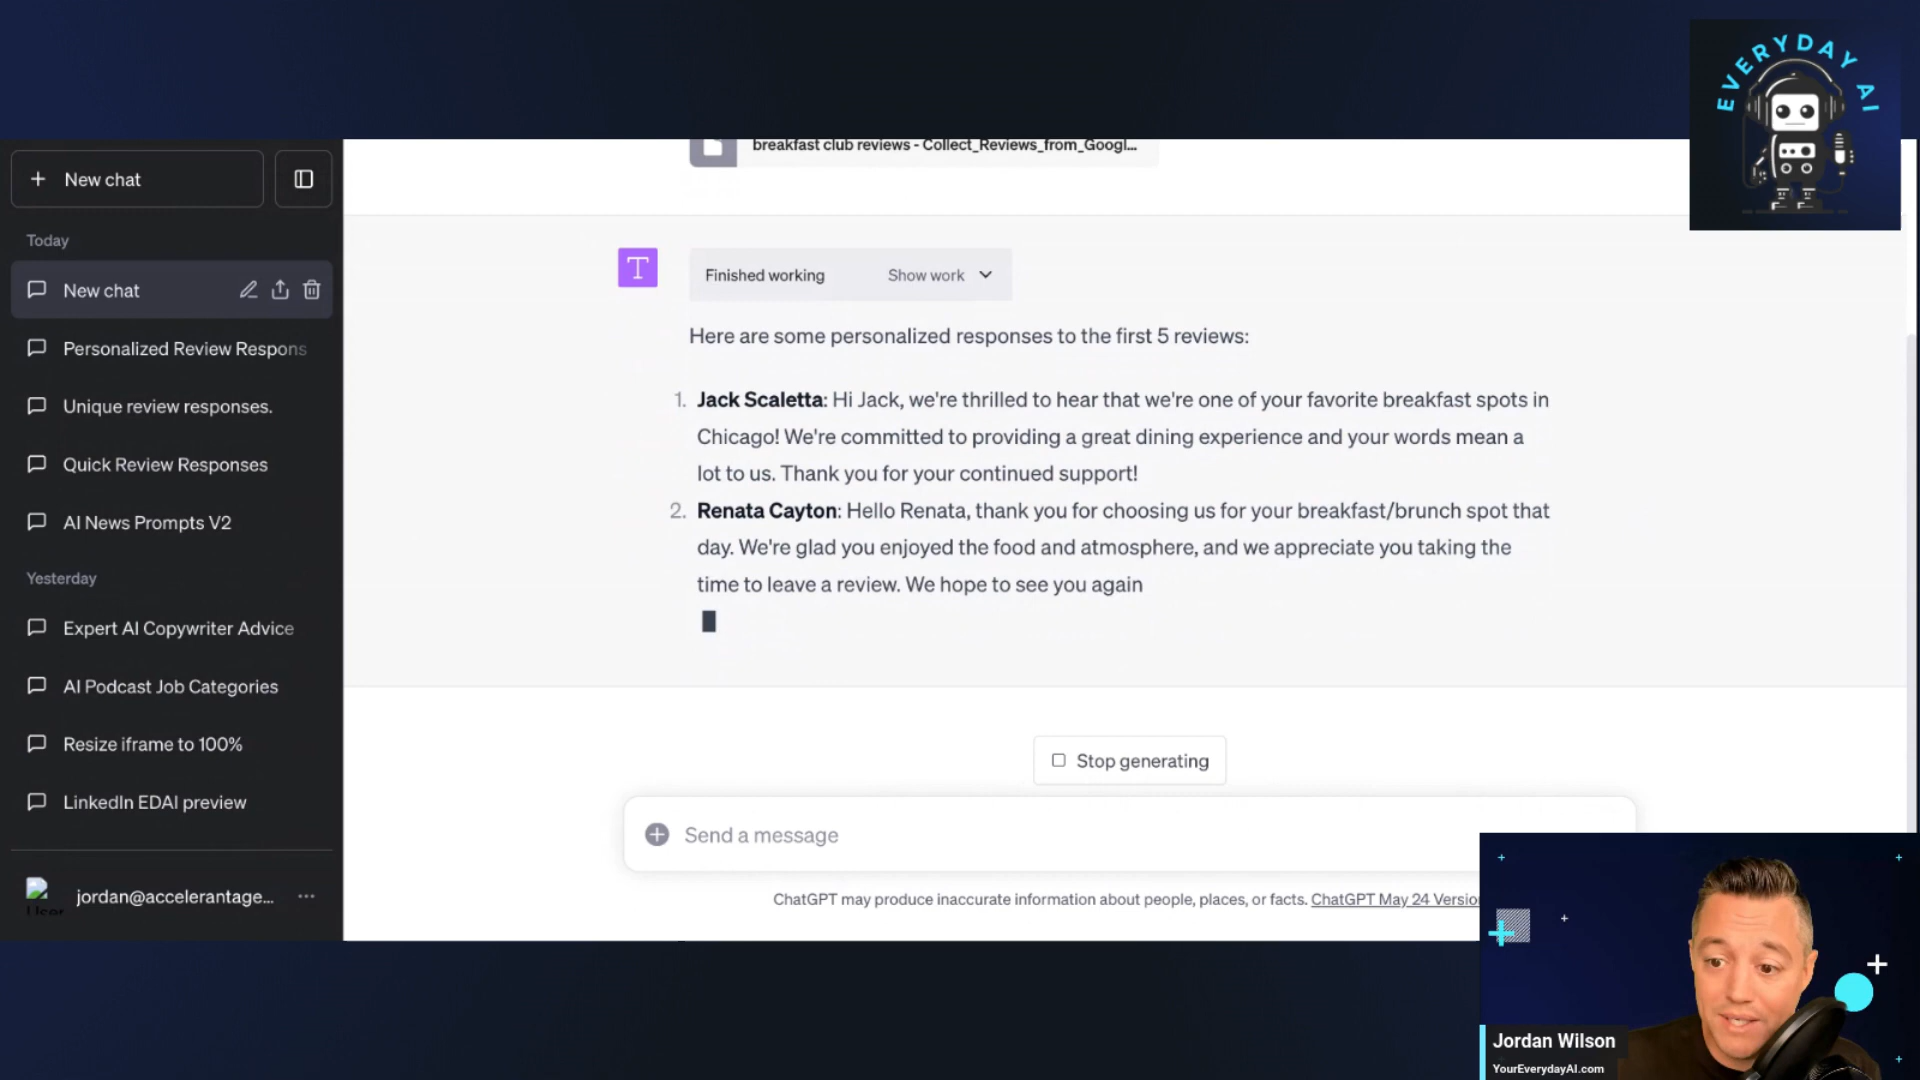 EVERYDAY AI
breakfast club reviews - Collect_Reviews_from_Googl...
New chat
Today
New chat
Personalized Review Respons
Unique review responses.
Quick Review Responses
AI News Prompts V2
Yesterday
Expert AI Copywriter Advice
AI Podcast Job Categories
Resize iframe to 100%
LinkedIn EDAI preview
User
jordan@accelerantage...
T
Finished working
Show work
Here are some personalized responses to the first 5 reviews:
1. Jack Scaletta: Hi Jack, we're thrilled to hear that we're one of your favorite breakfast spots in
Chicago! We're committed to providing a great dining experience and your words mean a
lot to us. Thank you for your continued support!
2. Renata Cayton: Hello Renata, thank you for choosing us for your breakfast/brunch spot that
day. We're glad you enjoyed the food and atmosphere, and we appreciate you taking the
time to leave a review. We hope to see you again
Stop generating
Send a message
ChatGPT may produce inaccurate information about people, places, or facts. ChatGPT May 24 Versio
Jordan Wilson
YourEverydayAI.com